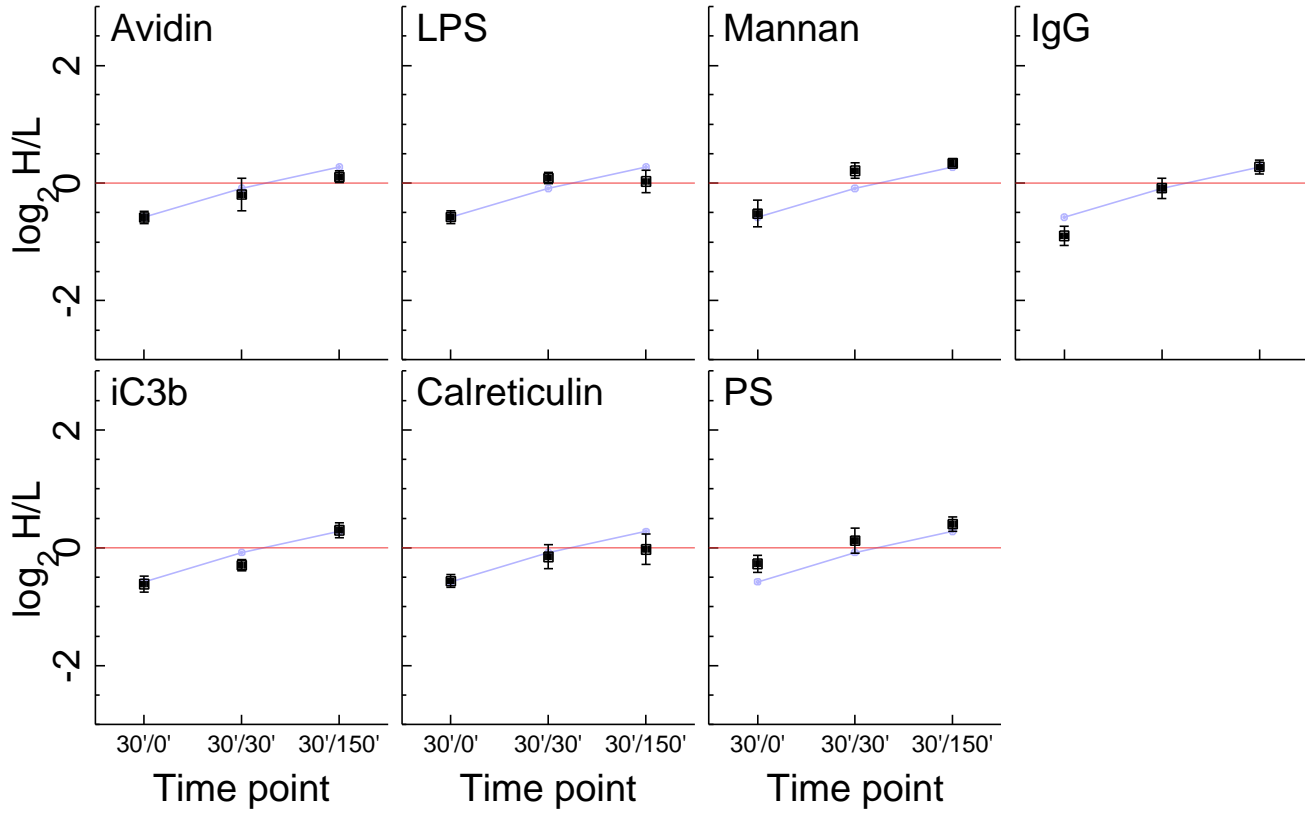 Avidin
LPS
Mannan
IgG
log2 H/L
2
0
-2
iC3b
Calreticulin
PS
log2 H/L
2
0
-2
30'/0' 30'/30' 30'/150'
30'/0' 30'/30' 30'/150'
30'/0' 30'/30' 30'/150'
Time point
Time point
Time point